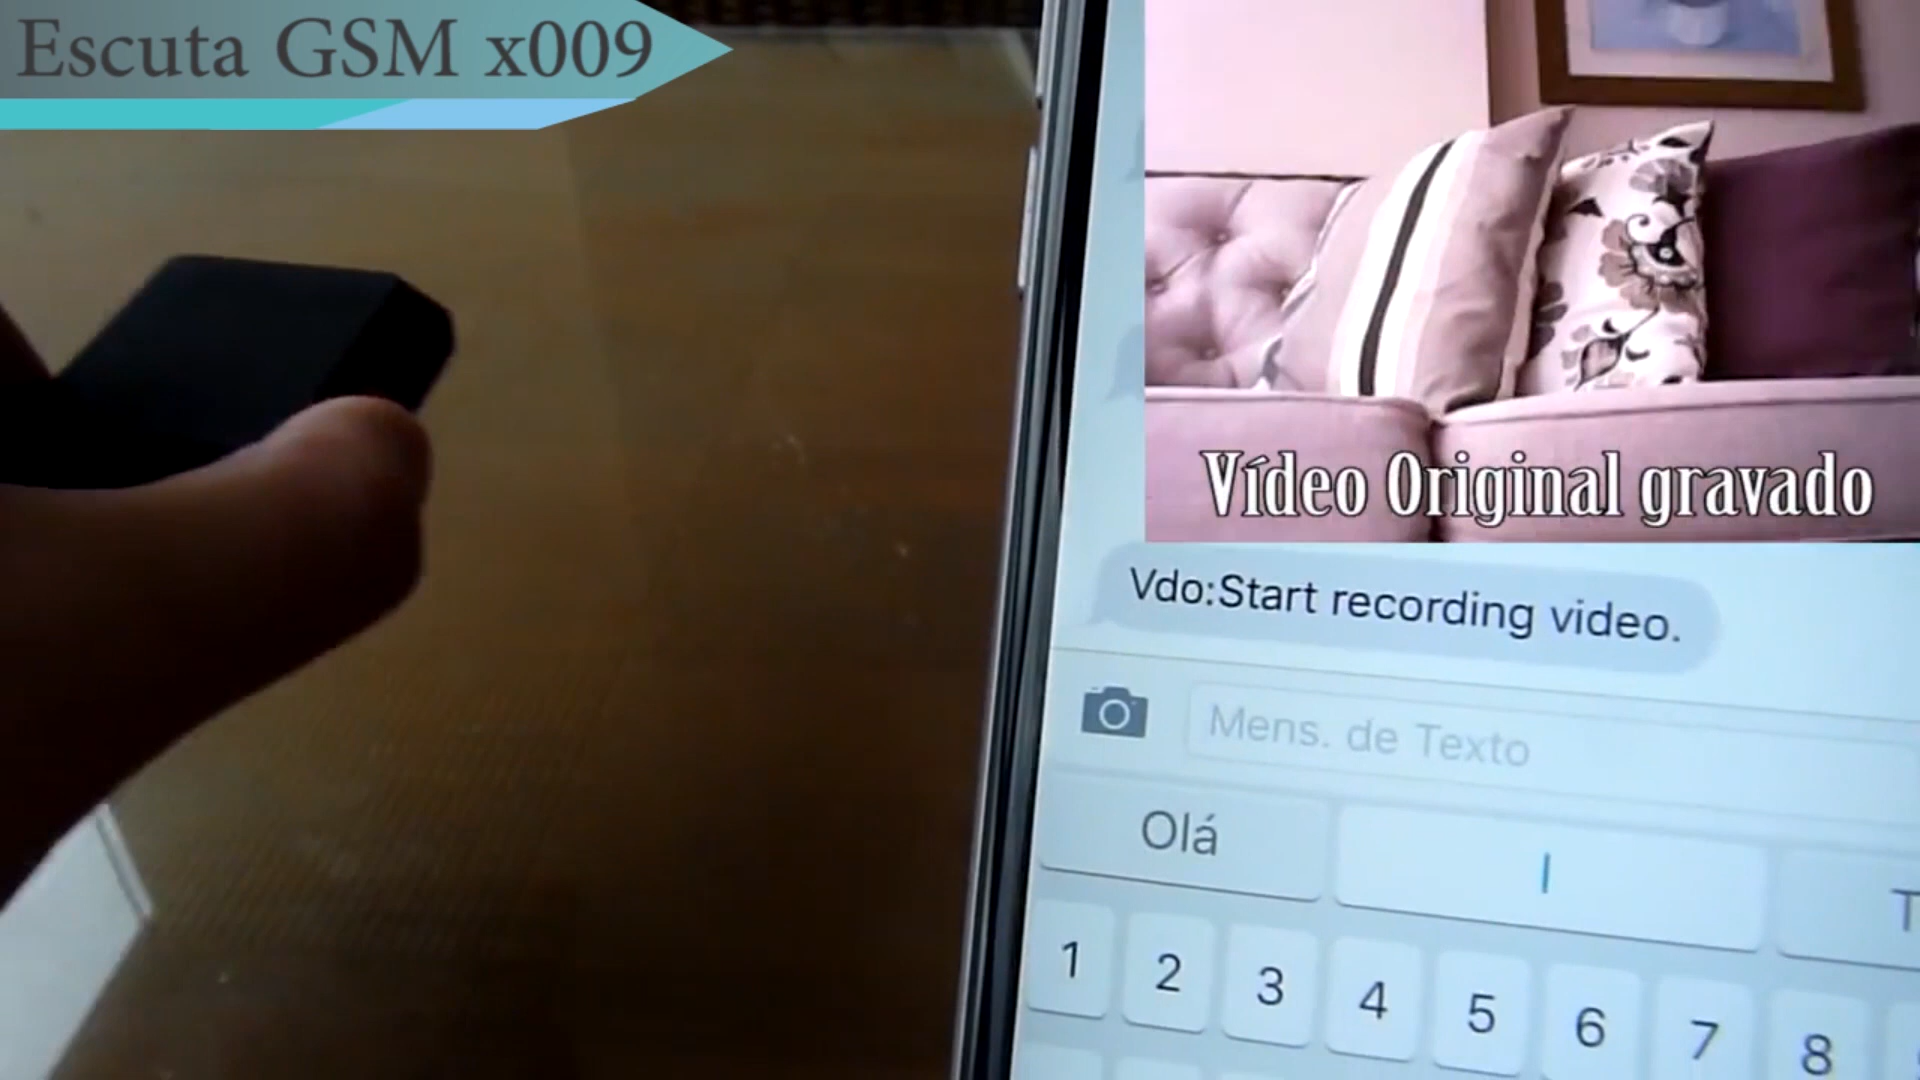 Escuta GSM x009
Vídeo Original gravado
Vdo:Start recording video.
Mens. de Texto
Olá
1 2 3 4 5 6 7 8